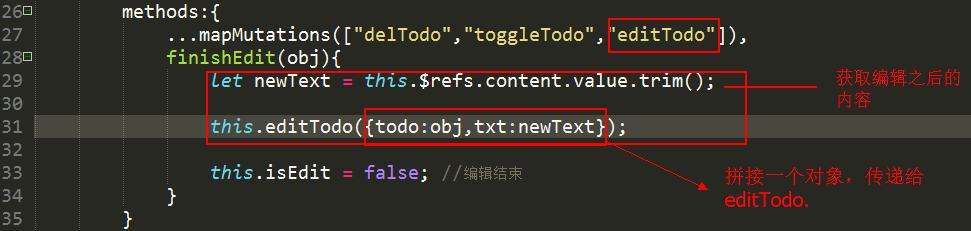 26 methods:{
27 ...mapMutations(["delTodo","toggleTodo","editTodo"]),
28 finishEdit(obj){
29 let newText = this.$refs.content.value.trim();
30
31 this.editTodo({todo:obj,txt:newText});
32
33 this.isEdit = false; //编辑结束
34 }
35 }
获取编辑之后的
内容
拼接一个对象，传递给
editTodo.